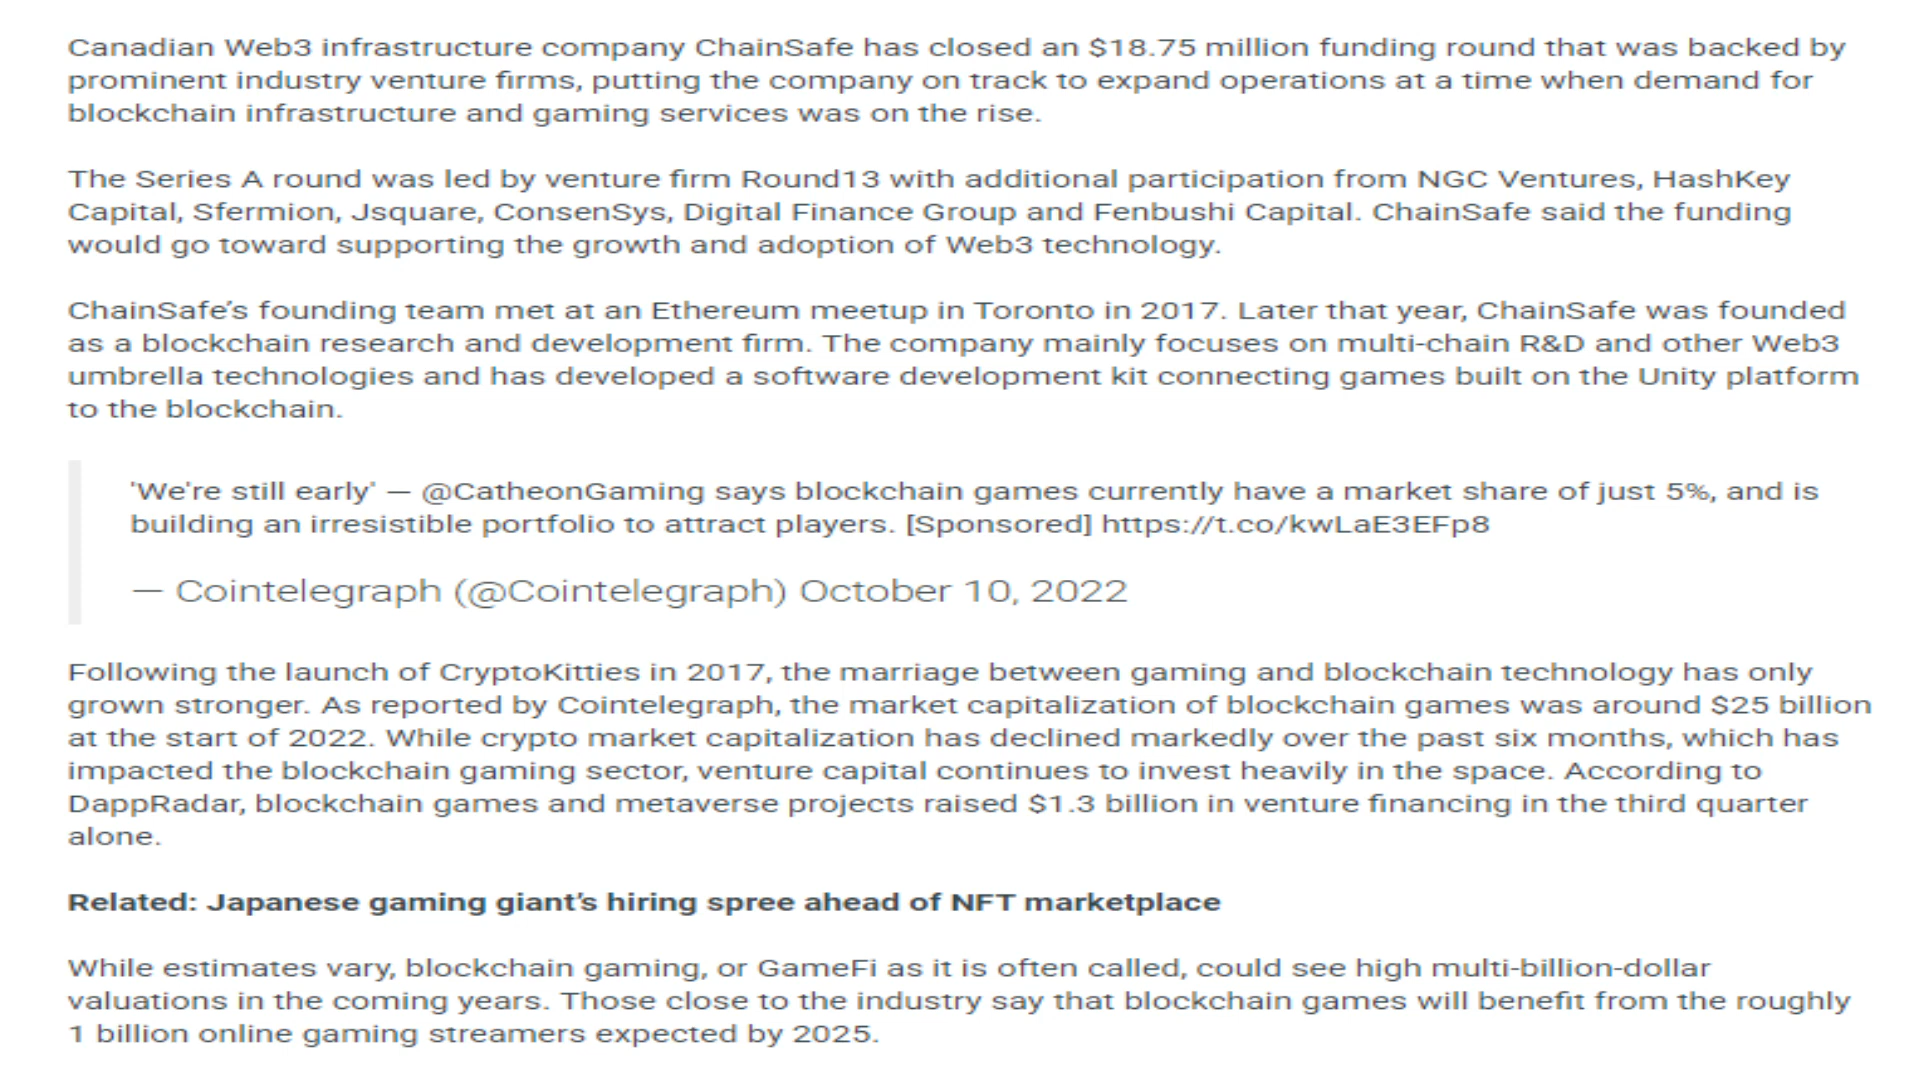 Canadian Web3 infrastructure company ChainSafe has closed an $18.75 million funding round that was backed by
prominent industry venture firms, putting the company on track to expand operations at a time when demand for
blockchain infrastructure and gaming services was on the rise.
The Series A round was led by venture firm Round13 with additional participation from NGC Ventures, HashKey
Capital, Sfermion, Jsquare, ConsenSys, Digital Finance Group and Fenbushi Capital. ChainSafe said the funding
would go toward supporting the growth and adoption of Web3 technology.
ChainSafe’s founding team met at an Ethereum meetup in Toronto in 2017. Later that year, ChainSafe was founded
as a blockchain research and development firm. The company mainly focuses on multi-chain R&D and other Web3
umbrella technologies and has developed a software development kit connecting games built on the Unity platform
to the blockchain.
'We're still early' — @CatheonGaming says blockchain games currently have a market share of just 5%, and is
building an irresistible portfolio to attract players. [Sponsored] https://t.co/kwLaE3EFp8
— Cointelegraph (@Cointelegraph) October 10, 2022
Following the launch of CryptoKitties in 2017, the marriage between gaming and blockchain technology has only
grown stronger. As reported by Cointelegraph, the market capitalization of blockchain games was around $25 billion
at the start of 2022. While crypto market capitalization has declined markedly over the past six months, which has
impacted the blockchain gaming sector, venture capital continues to invest heavily in the space. According to
DappRadar, blockchain games and metaverse projects raised $1.3 billion in venture financing in the third quarter
alone.
Related: Japanese gaming giant’s hiring spree ahead of NFT marketplace
While estimates vary, blockchain gaming, or GameFi as it is often called, could see high multi-billion-dollar
valuations in the coming years. Those close to the industry say that blockchain games will benefit from the roughly
1 billion online gaming streamers expected by 2025.